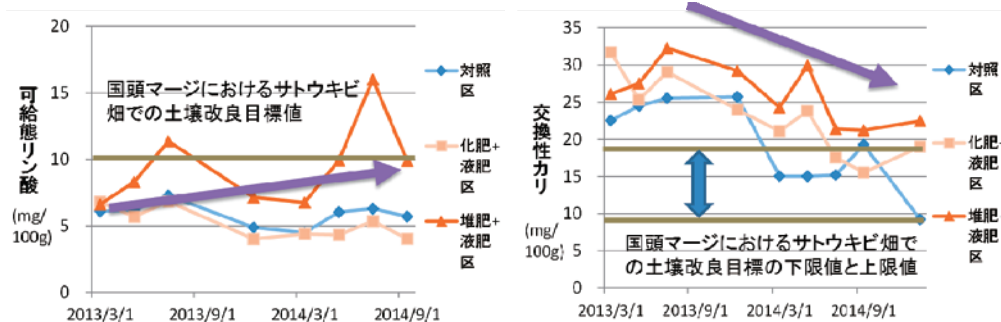 20
15
10
5
0
可給態リン酸
(mg/
100g)
国頭マージにおけるサトウキビ
畑での土壌改良目標値
2013/3/1
2013/9/1
2014/3/1
2014/9/1
対照
区
化肥+
液肥
区
堆肥+
液肥
区
35
30
25
20
15
10
5
0
交換性カリ
(mg/
100g)
国頭マージにおけるサトウキビ畑で
の土壌改良目標の下限値と上限値
2013/3/1
2013/9/1
2014/3/1
2014/9/1
対照
区
化肥+
液肥
区
堆肥+
液肥
区